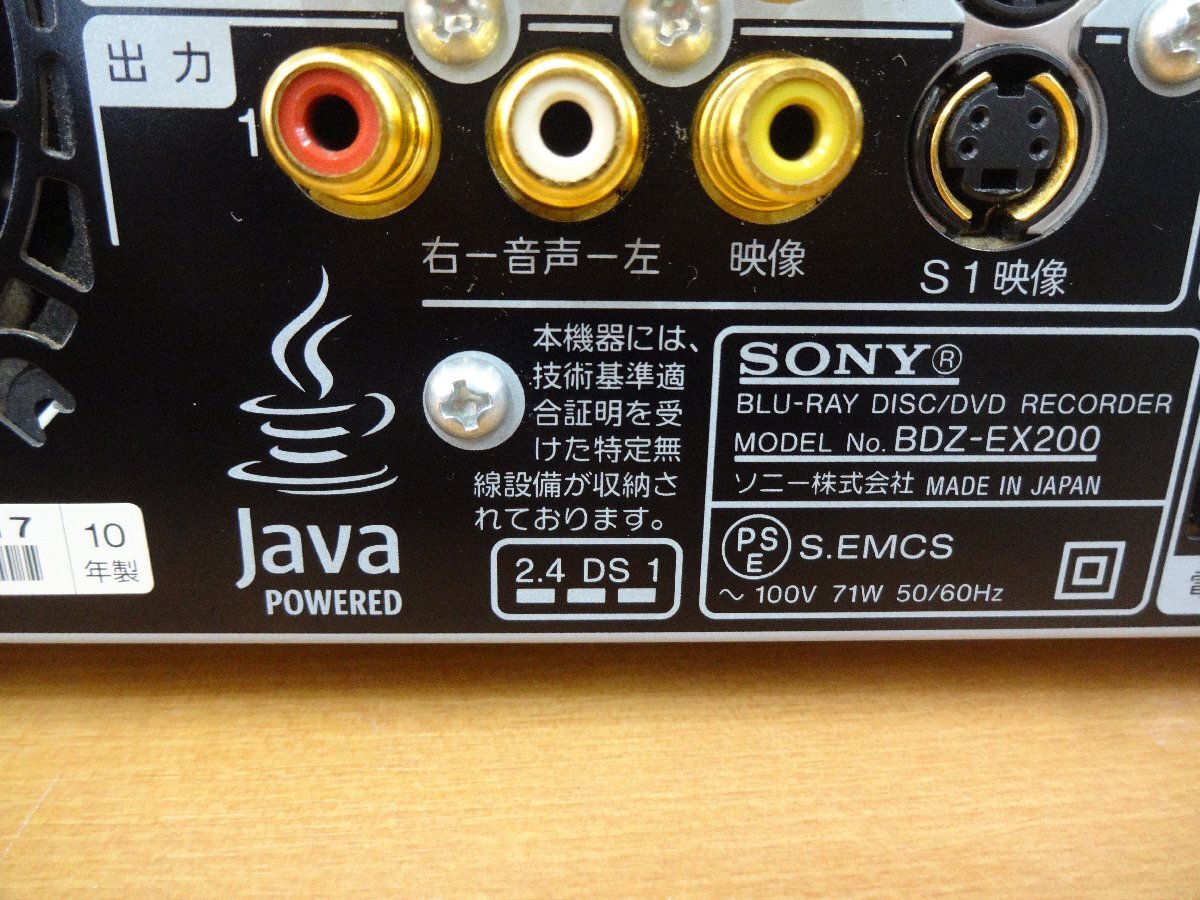 出力
1
右ー音声ー左
映像
S1映像
本機器には、
技術基準適
合証明を受
けた特定無
線設備が収納さ
れております。
2.4 DS 1
Java
POWERED
17
10
年製
SONY®
BLU-RAY DISC/DVD RECORDER
MODEL No. BDZ-EX200
ソニー株式会社 MADE IN JAPAN
PSE S.EMCS
～ 100V 71W 50/60Hz